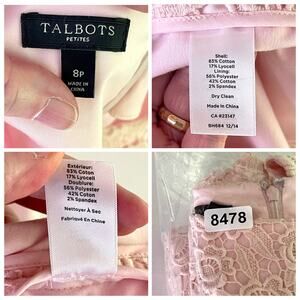 TALBOTS
PETITES
8P
MADE IN
CHINA
Shell:
83% Cotton
17% Lyocell
Lining:
56% Polyester
42% Cotton
2% Spandex
Dry Clean
Made In China
CA #23147
BH684 12/14
Extérieur:
83% Coton
17% Lyocell
Doublure:
56% Polyester
42% Coton
2% Spandex
Nettoyer À Sec
Fabriqué En Chine
8478